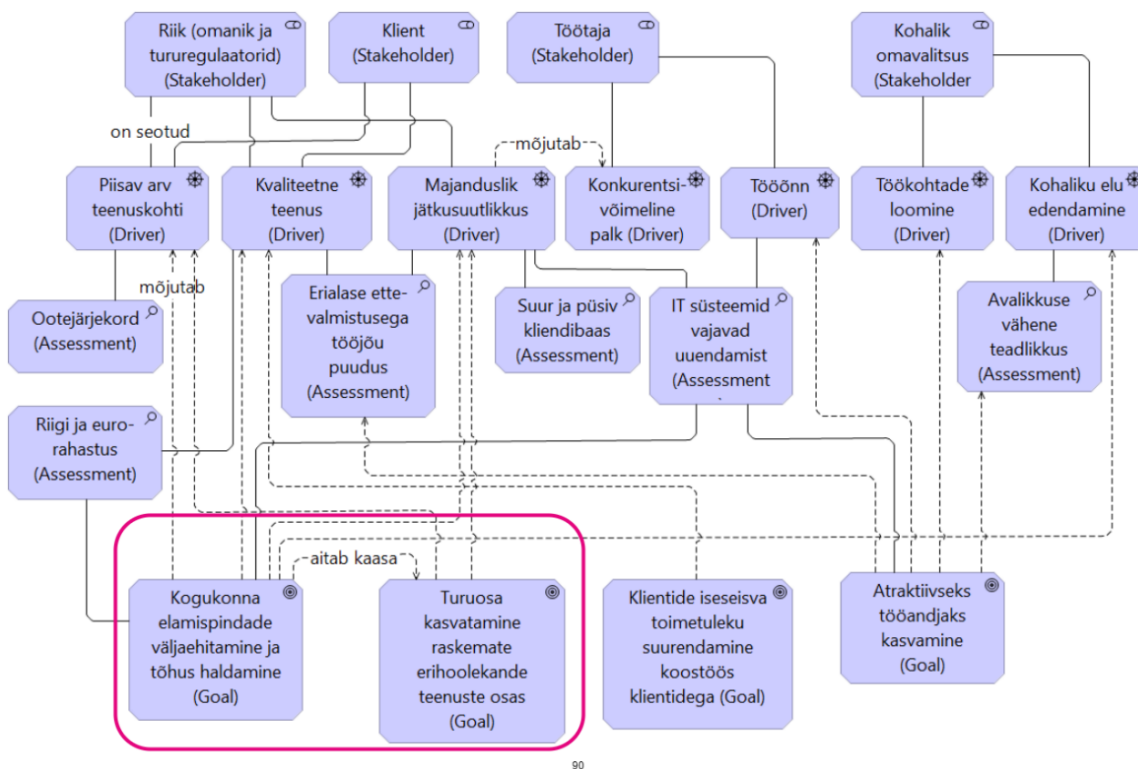 Riik (omanik ja
tururegulaatorid)
(Stakeholder)
Klient
(Stakeholder)
Töötaja
(Stakeholder)
Kohalik
omavalitsus
(Stakeholder
on seotud
mõjutab
Piisav arv
teenuskohti
(Driver)
Kvaliteetne
teenus
(Driver)
Majanduslik
jätkusuutlikkus
(Driver)
Konkurentsi-
võimeline
palk (Driver)
Tööõnn
(Driver)
Töökohtade
loomine
(Driver)
Kohaliku elu
edendamine
(Driver)
mõjutab
Ootejärjekord
(Assessment)
Erialase ette-
valmistusega
tööjõu
puudus
(Assessment)
Suur ja püsiv
kliendibaas
(Assessment)
IT süsteemid
vajavad
uuendamist
(Assessment
Avalikkuse
vähene
teadlikkus
(Assessment)
Riigi ja euro-
rahastus
(Assessment)
aitab kaasa
Kogukonna
elamispindade
väljaehitamine ja
tõhus haldamine
(Goal)
Turuosa
kasvatamine
raskemate
erihoolekande
teenuste osas
(Goal)
Klientide iseseisva
toimetuleku
suurendamine
koostöös
klientidega (Goal)
Atraktiivseks
tööandjaks
kasvamine
(Goal)
90